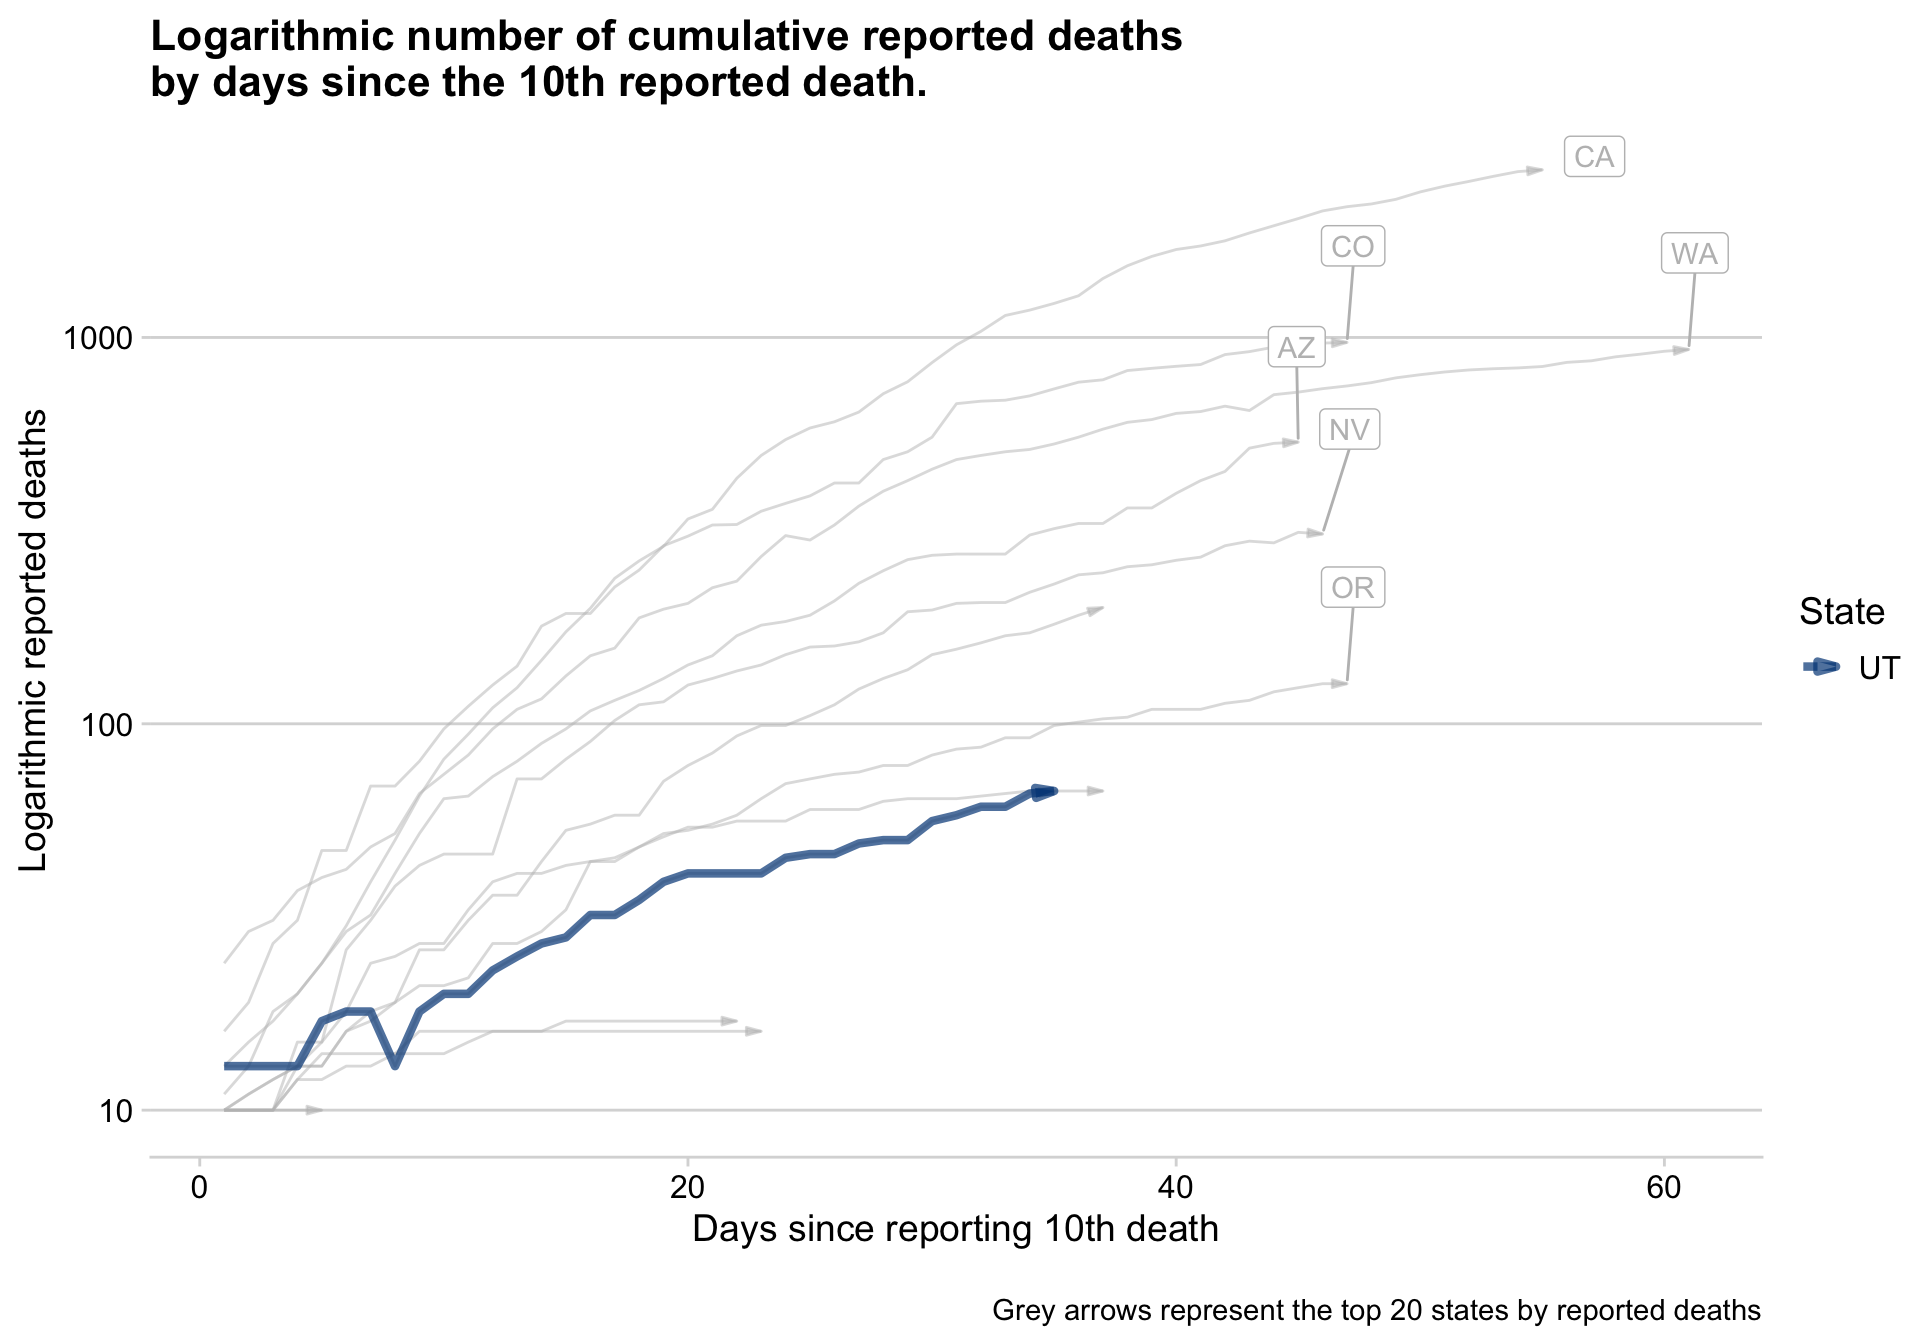 Logarithmic number of cumulative reported deaths
by days since the 10th reported death.
CA
CO
WA
1000
AZ
NV
OR
Logarithmic reported deaths
State
UT
100
10
0 20 40 60
Days since reporting 10th death
Grey arrows represent the top 20 states by reported deaths